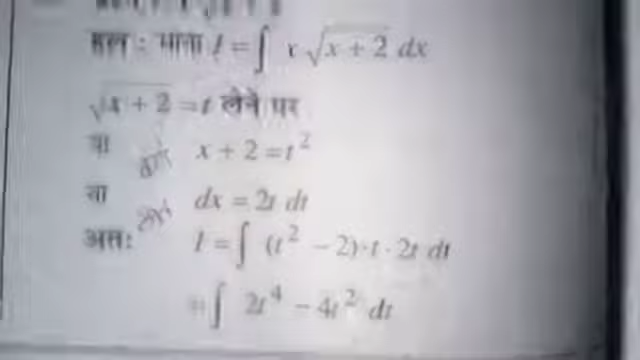 हल : माना I = ∫ x √(x + 2) dx
√(x + 2) = t लेने पर
या x + 2 = t²
या dx = 2t dt
अतः I = ∫ (t² − 2)·t · 2t dt
= ∫ 2t⁴ − 4t² dt